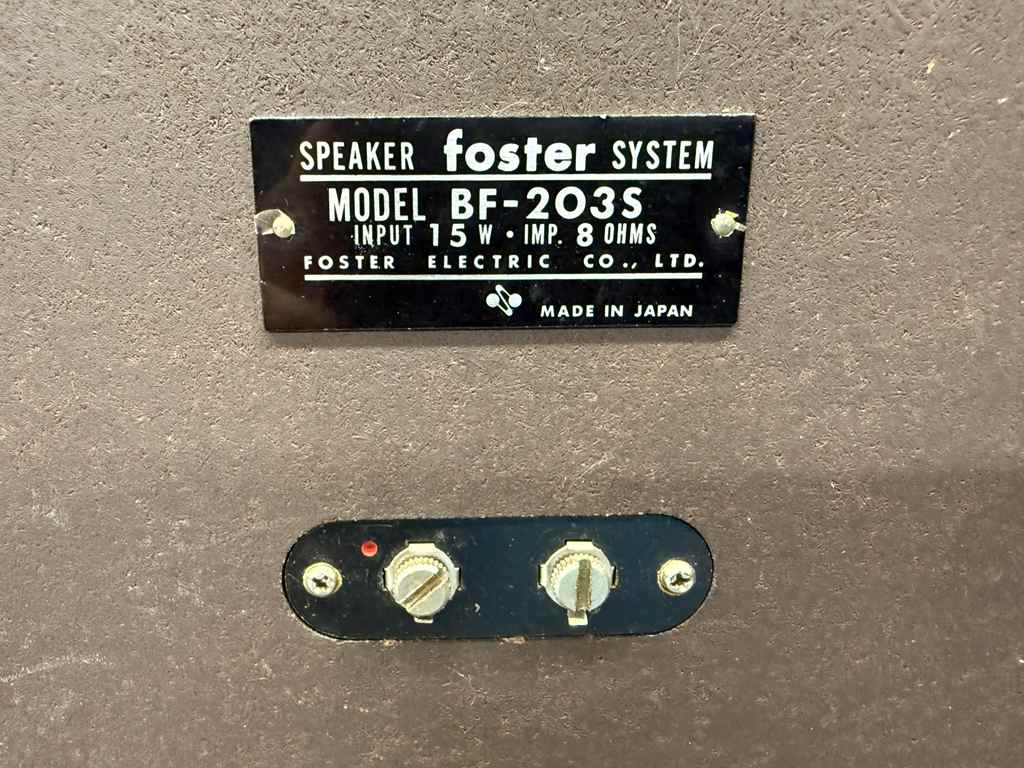 SPEAKER foster SYSTEM
MODEL BF-203S
INPUT 15 W · IMP. 8 OHMS
FOSTER ELECTRIC CO., LTD.
MADE IN JAPAN